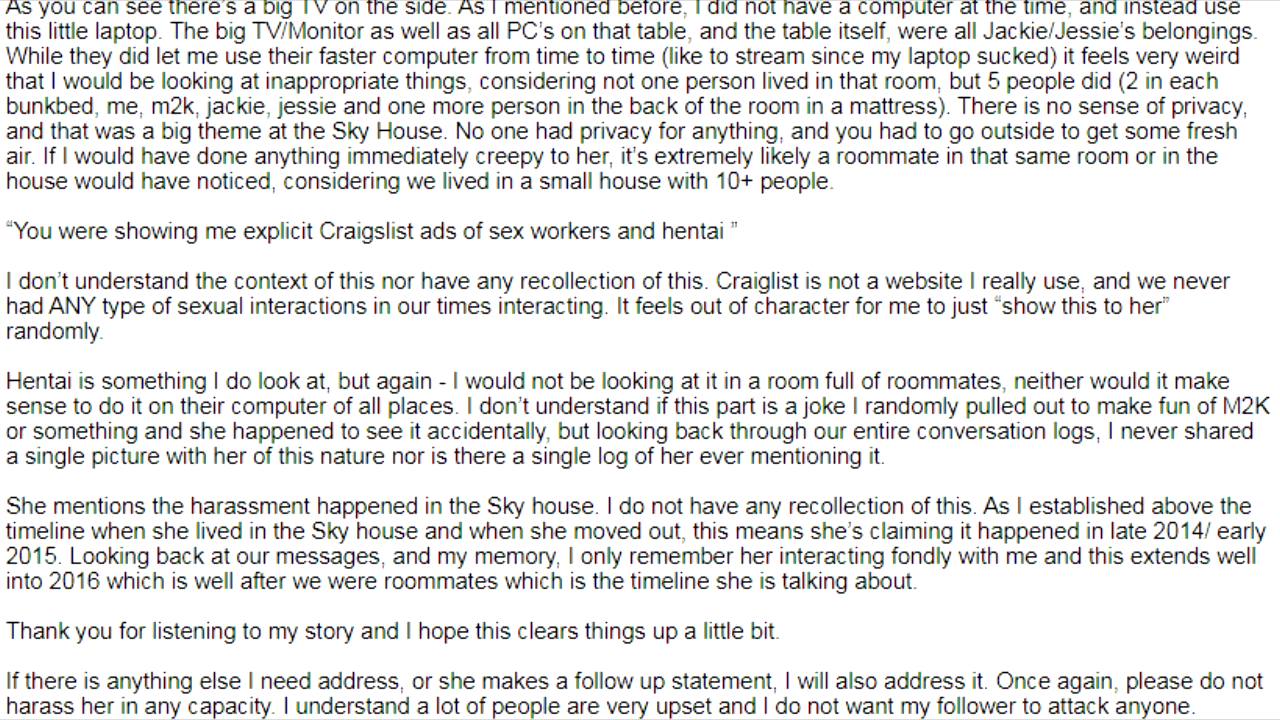 As you can see there's a big TV on the side. As I mentioned before, I did not have a computer at the time, and instead use
this little laptop. The big TV/Monitor as well as all PC's on that table, and the table itself, were all Jackie/Jessie's belongings.
While they did let me use their faster computer from time to time (like to stream since my laptop sucked) it feels very weird
that I would be looking at inappropriate things, considering not one person lived in that room, but 5 people did (2 in each
bunkbed, me, m2k, jackie, jessie and one more person in the back of the room in a mattress). There is no sense of privacy,
and that was a big theme at the Sky House. No one had privacy for anything, and you had to go outside to get some fresh
air. If I would have done anything immediately creepy to her, it's extremely likely a roommate in that same room or in the
house would have noticed, considering we lived in a small house with 10+ people.
“You were showing me explicit Craigslist ads of sex workers and hentai ”
I don't understand the context of this nor have any recollection of this. Craiglist is not a website I really use, and we never
had ANY type of sexual interactions in our times interacting. It feels out of character for me to just “show this to her”
randomly.
Hentai is something I do look at, but again - I would not be looking at it in a room full of roommates, neither would it make
sense to do it on their computer of all places. I don't understand if this part is a joke I randomly pulled out to make fun of M2K
or something and she happened to see it accidentally, but looking back through our entire conversation logs, I never shared
a single picture with her of this nature nor is there a single log of her ever mentioning it.
She mentions the harassment happened in the Sky house. I do not have any recollection of this. As I established above the
timeline when she lived in the Sky house and when she moved out, this means she's claiming it happened in late 2014/ early
2015. Looking back at our messages, and my memory, I only remember her interacting fondly with me and this extends well
into 2016 which is well after we were roommates which is the timeline she is talking about.
Thank you for listening to my story and I hope this clears things up a little bit.
If there is anything else I need address, or she makes a follow up statement, I will also address it. Once again, please do not
harass her in any capacity. I understand a lot of people are very upset and I do not want my follower to attack anyone.